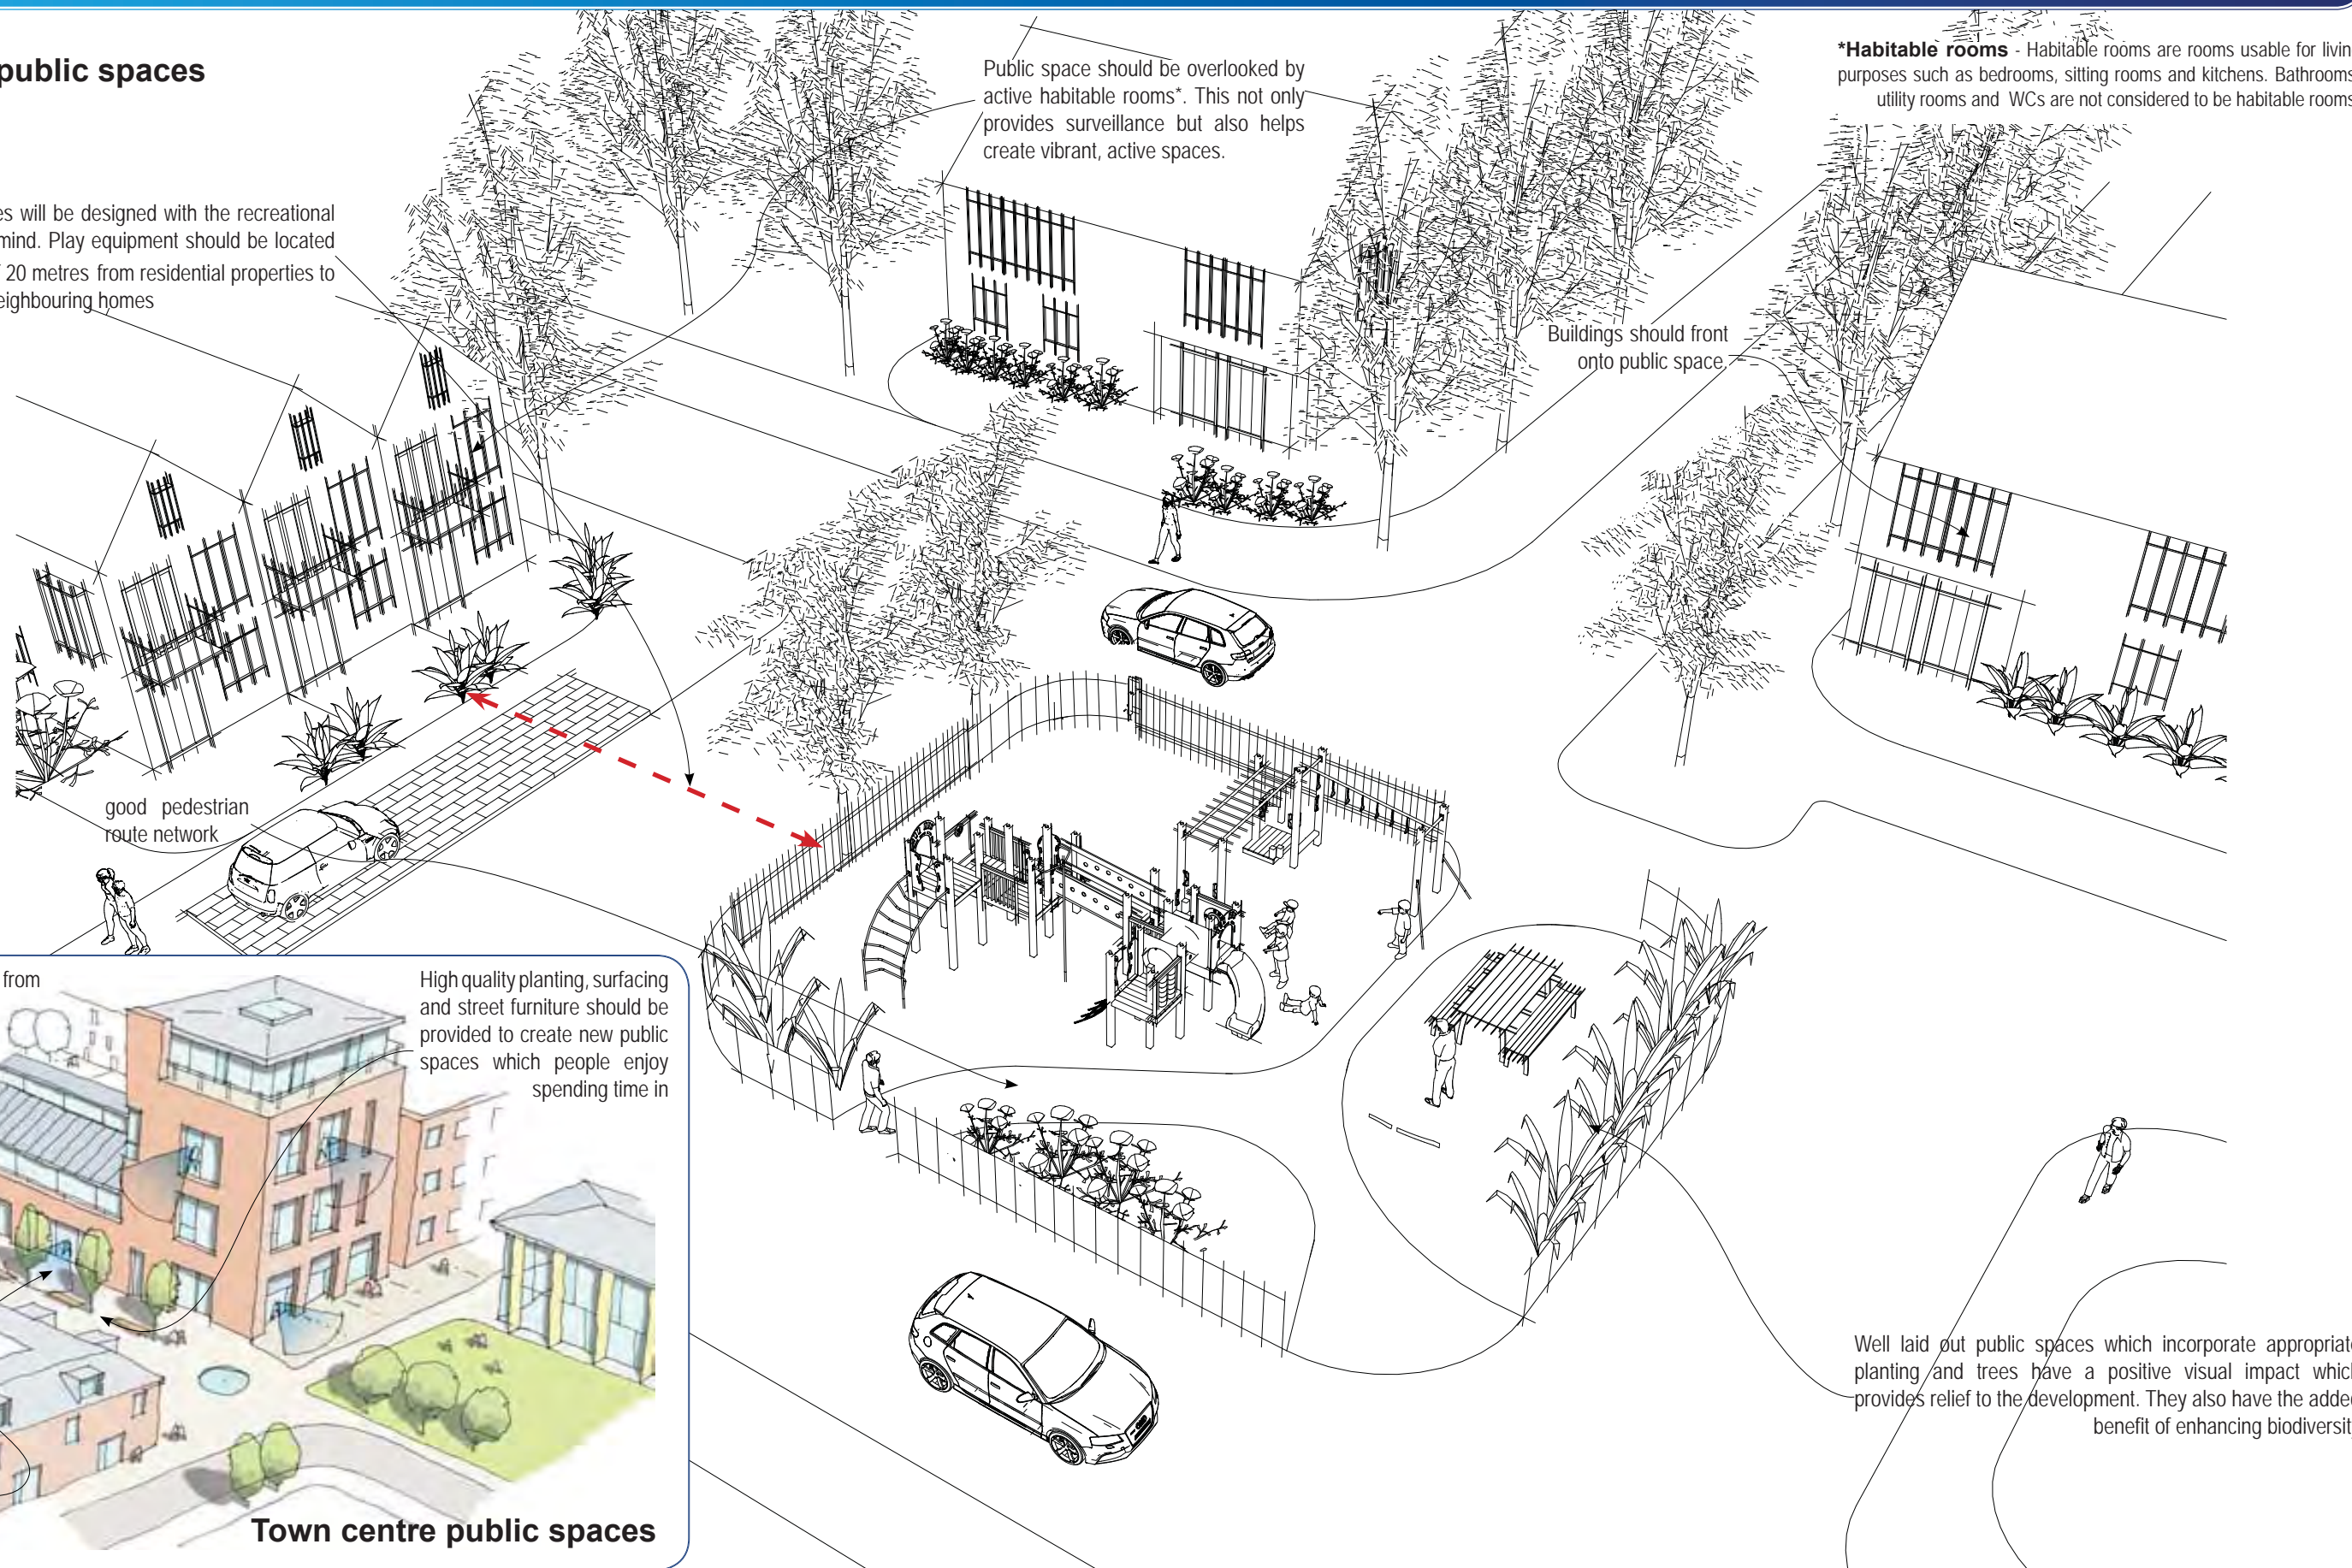 public spaces
Public space should be overlooked by
active habitable rooms*. This not only
provides surveillance but also helps
create vibrant, active spaces.
*Habitable rooms - Habitable rooms are rooms usable for livin
purposes such as bedrooms, sitting rooms and kitchens. Bathrooms
utility rooms and WCs are not considered to be habitable rooms
es will be designed with the recreational
mind. Play equipment should be located
20 metres from residential properties to
eighbouring homes
Buildings should front
onto public space
good pedestrian
route network
from
High quality planting, surfacing
and street furniture should be
provided to create new public
spaces which people enjoy
spending time in
Town centre public spaces
Well laid out public spaces which incorporate appropriate
planting and trees have a positive visual impact which
provides relief to the development. They also have the added
benefit of enhancing biodiversit